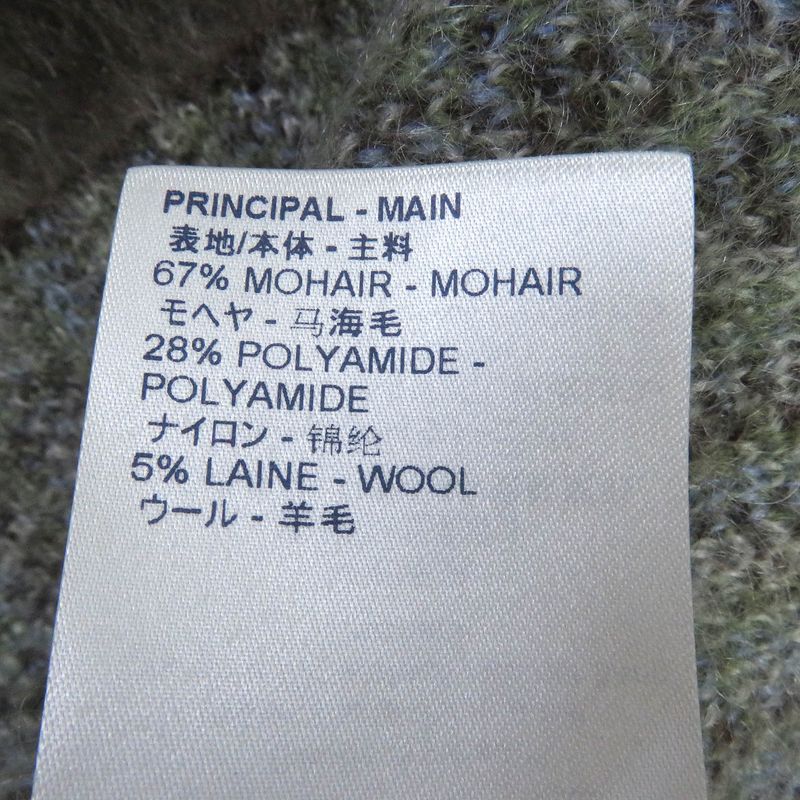 PRINCIPAL - MAIN
表地/本体 - 主料
67% MOHAIR - MOHAIR
モヘヤ - 马海毛
28% POLYAMIDE -
POLYAMIDE
ナイロン - 锦纶
5% LAINE - WOOL
ウール - 羊毛